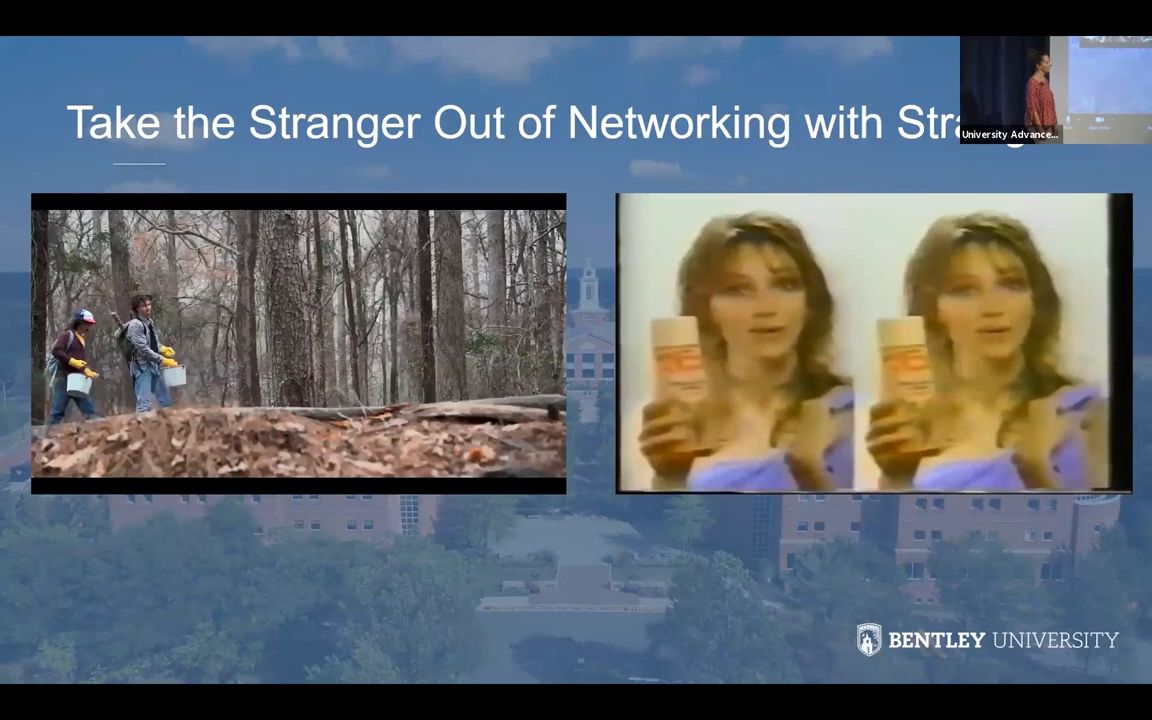 Take the Stranger Out of Networking with Stra
University Advance...
BENTLEY UNIVERSITY